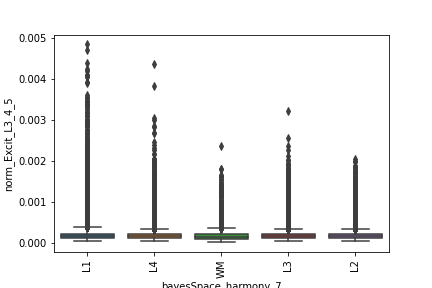 norm_Excit_L3_4_5
0.005
0.004
0.003
0.002
0.001
0.000
L1
L4
WM
L3
L2
bayesSpace_harmony_7